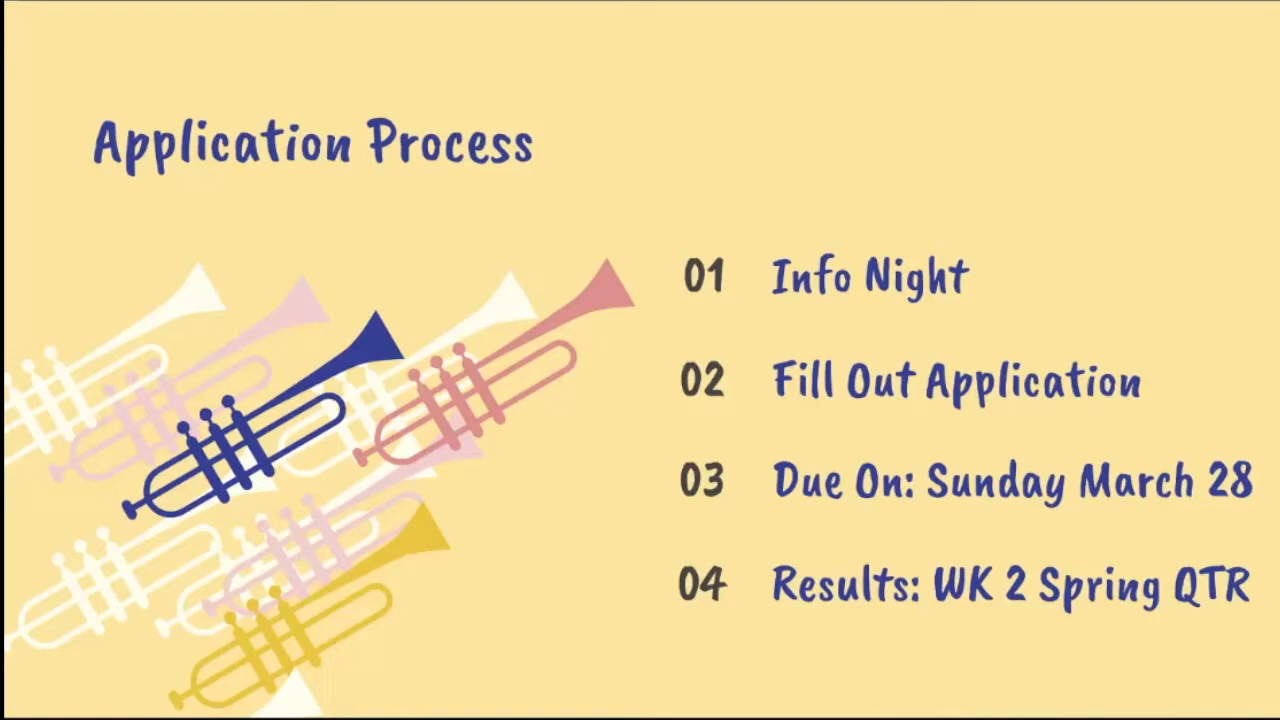 Application Process
01 Info Night
02 Fill Out Application
03 Due On: Sunday March 28
04 Results: WK 2 Spring QTR